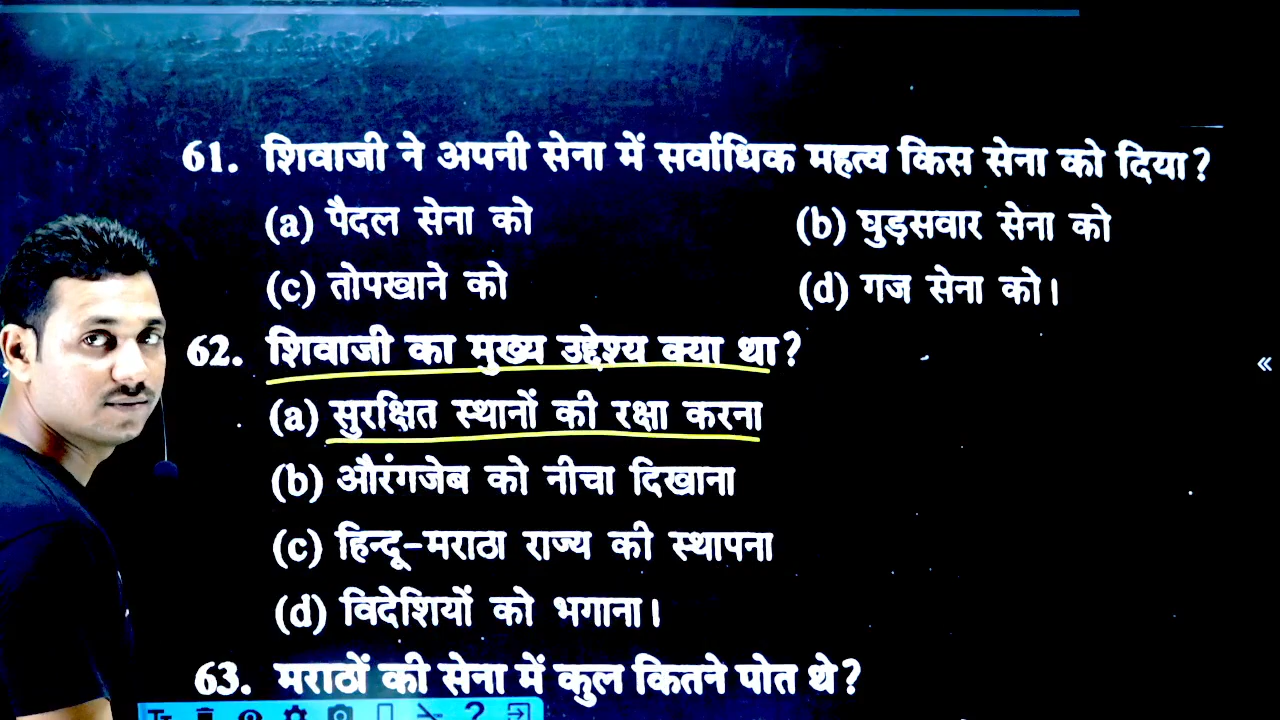 61. शिवाजी ने अपनी सेना में सर्वाधिक महत्व किस सेना को दिया?
(a) पैदल सेना को (b) घुड़सवार सेना को
(c) तोपखाने को (d) गज सेना को।
62. शिवाजी का मुख्य उद्देश्य क्या था?
(a) सुरक्षित स्थानों की रक्षा करना
(b) औरंगजेब को नीचा दिखाना
(c) हिन्दू-मराठा राज्य की स्थापना
(d) विदेशियों को भगाना।
63. मराठों की सेना में कुल कितने पोत थे?